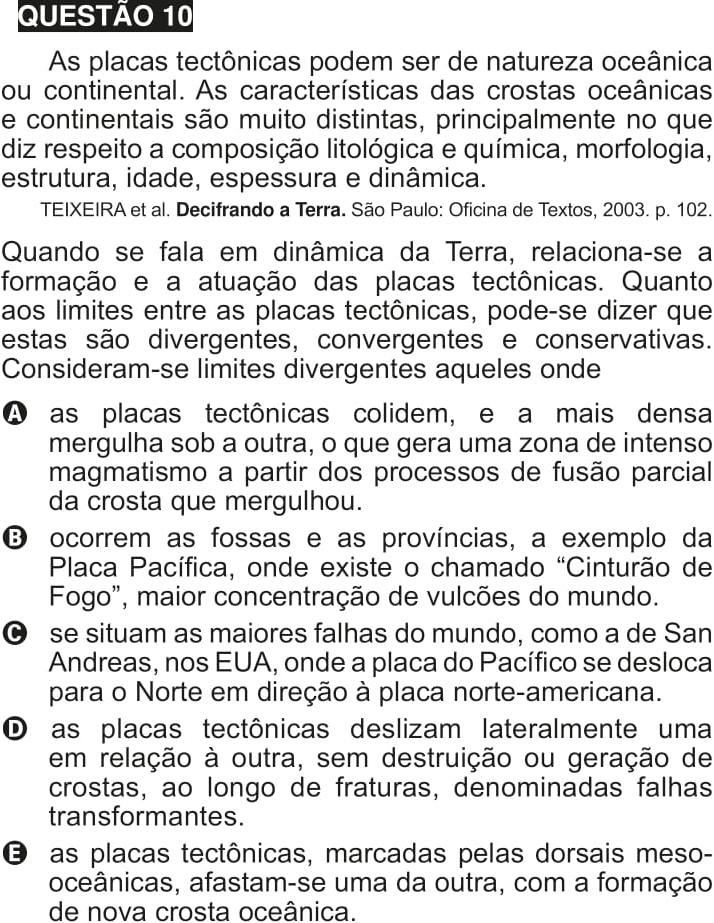 QUESTÃO 10
As placas tectônicas podem ser de natureza oceânica
ou continental. As características das crostas oceânicas
e continentais são muito distintas, principalmente no que
diz respeito a composição litológica e química, morfologia,
estrutura, idade, espessura e dinâmica.
TEIXEIRA et al. Decifrando a Terra. São Paulo: Oficina de Textos, 2003. p. 102.
Quando se fala em dinâmica da Terra, relaciona-se a
formação e a atuação das placas tectônicas. Quanto
aos limites entre as placas tectônicas, pode-se dizer que
estas são divergentes, convergentes e conservativas.
Consideram-se limites divergentes aqueles onde
A as placas tectônicas colidem, e a mais densa
mergulha sob a outra, o que gera uma zona de intenso
magmatismo a partir dos processos de fusão parcial
da crosta que mergulhou.
B ocorrem as fossas e as províncias, a exemplo da
Placa Pacífica, onde existe o chamado “Cinturão de
Fogo”, maior concentração de vulcões do mundo.
C se situam as maiores falhas do mundo, como a de San
Andreas, nos EUA, onde a placa do Pacífico se desloca
para o Norte em direção à placa norte-americana.
D as placas tectônicas deslizam lateralmente uma
em relação à outra, sem destruição ou geração de
crostas, ao longo de fraturas, denominadas falhas
transformantes.
E as placas tectônicas, marcadas pelas dorsais meso-
oceânicas, afastam-se uma da outra, com a formação
de nova crosta oceânica.